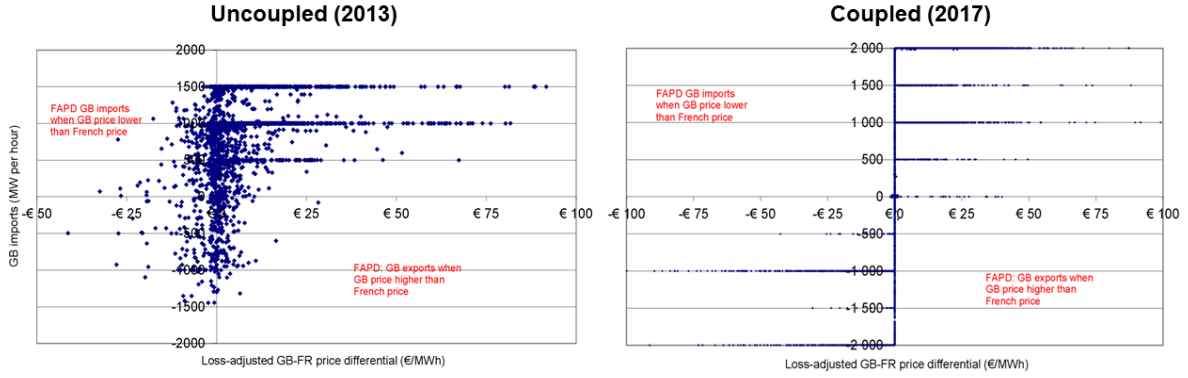 Uncoupled (2013)
GB imports (MW per hour)
2000
1500
1000
500
0
-500
-1000
-1500
-2000
-€ 50
-€ 25
€ 25
€ 50
€ 75
€ 100
FAPD GB imports
when GB price lower
than French price
FAPD: GB exports when
GB price higher than
French price
Loss-adjusted GB-FR price differential (€/MWh)
Coupled (2017)
2 000
1 500
1 000
500
0
-500
-1 000
-1 500
-2 000
-€ 100
-€ 75
-€ 50
-€ 25
€ 0
€ 25
€ 50
€ 75
€ 100
FAPD GB imports
when GB price lower
than French price
FAPD: GB exports when
GB price higher than
French price
Loss-adjusted GB-FR price differential (€/MWh)